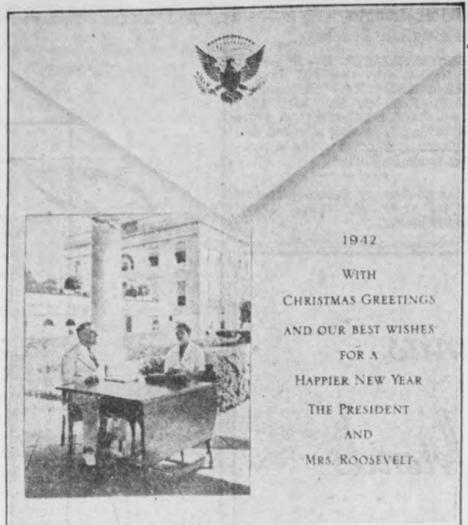 1942
WITH
CHRISTMAS GREETINGS
AND OUR BEST WISHES
FOR A
HAPPIER NEW YEAR
THE PRESIDENT
AND
MRS. ROOSEVELT